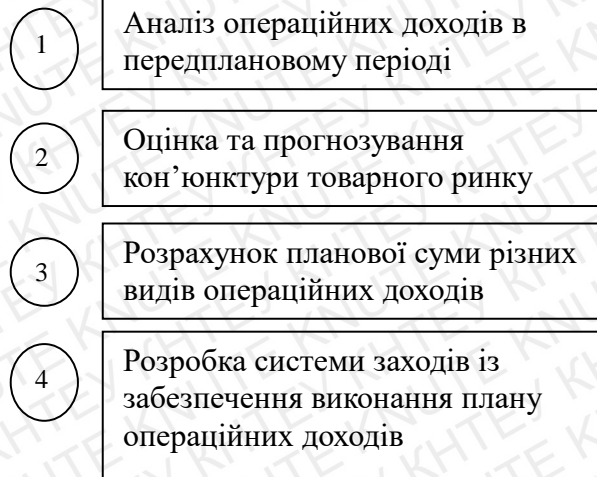 1
Аналіз операційних доходів в
передплановому періоді
2
Оцінка та прогнозування
кон’юнктури товарного ринку
3
Розрахунок планової суми різних
видів операційних доходів
4
Розробка системи заходів із
забезпечення виконання плану
операційних доходів